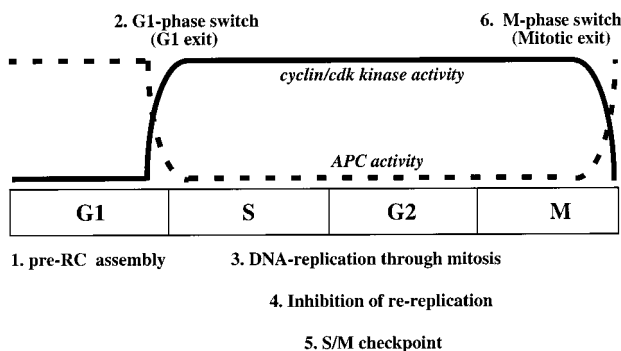 2. G1-phase switch
(G1 exit)
6. M-phase switch
(Mitotic exit)
cyclin/cdk kinase activity
APC activity
G1
S
G2
M
1. pre-RC assembly
3. DNA-replication through mitosis
4. Inhibition of re-replication
5. S/M checkpoint